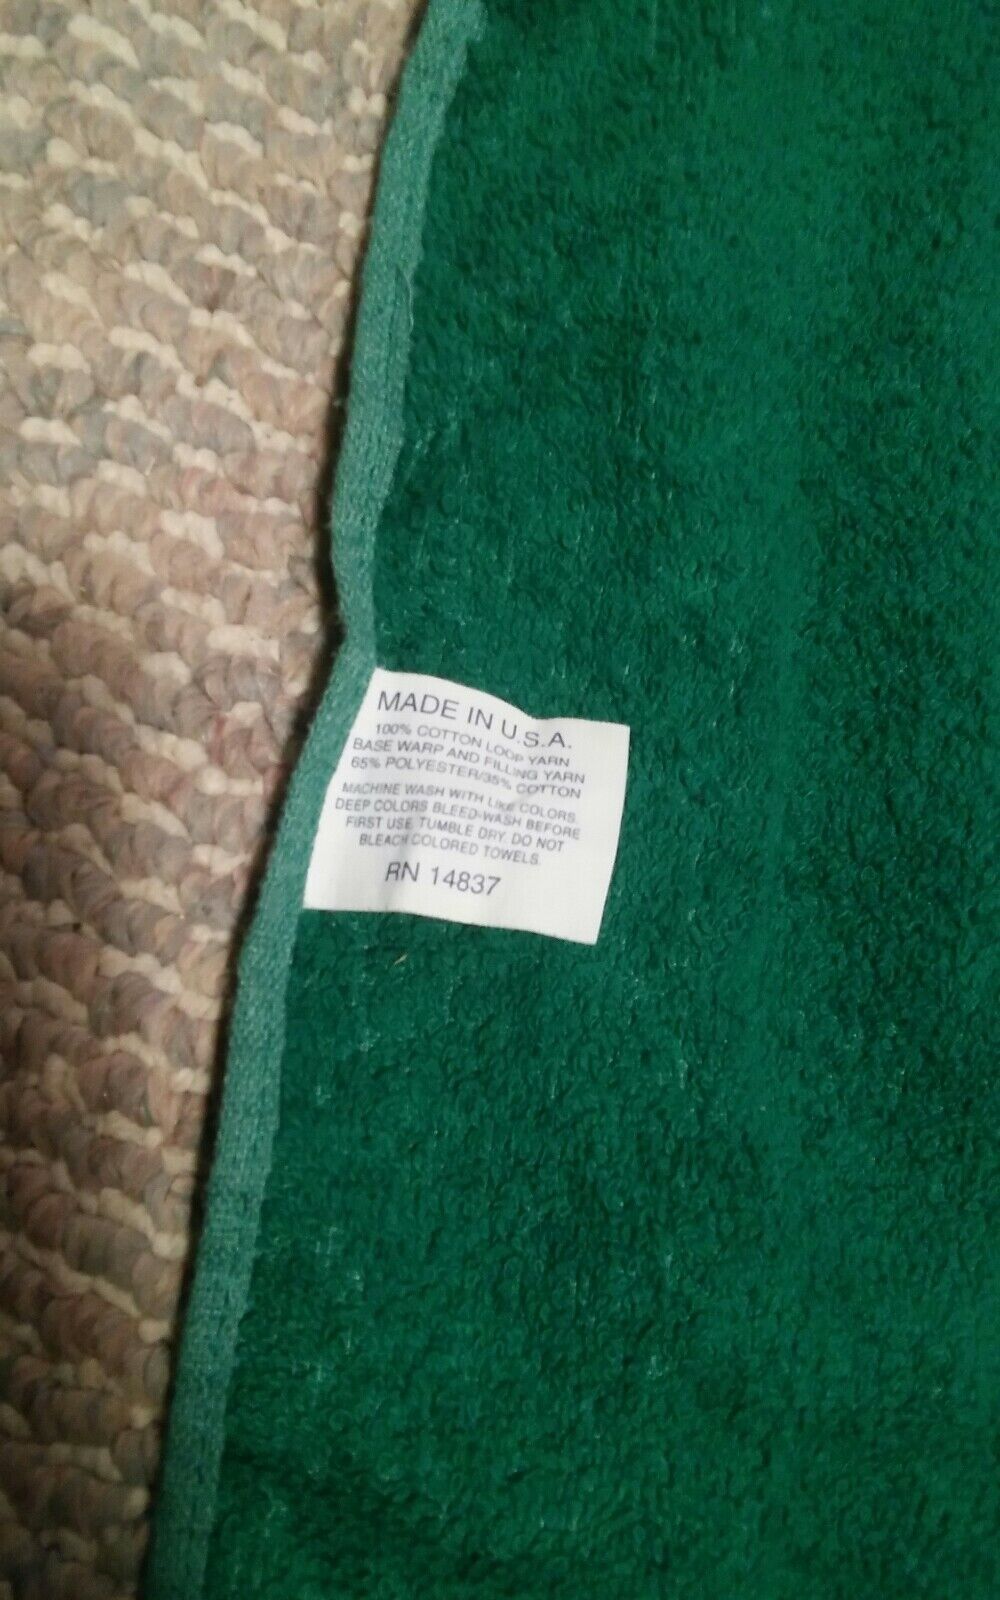 MADE IN U.S.A.
100% COTTON LOOP YARN
BASE WARP AND FILLING YARN
65% POLYESTER/35% COTTON
MACHINE WASH WITH LIKE COLORS.
DEEP COLORS BLEED-WASH BEFORE
FIRST USE TUMBLE DRY. DO NOT
BLEACH COLORED TOWELS.
RN 14837